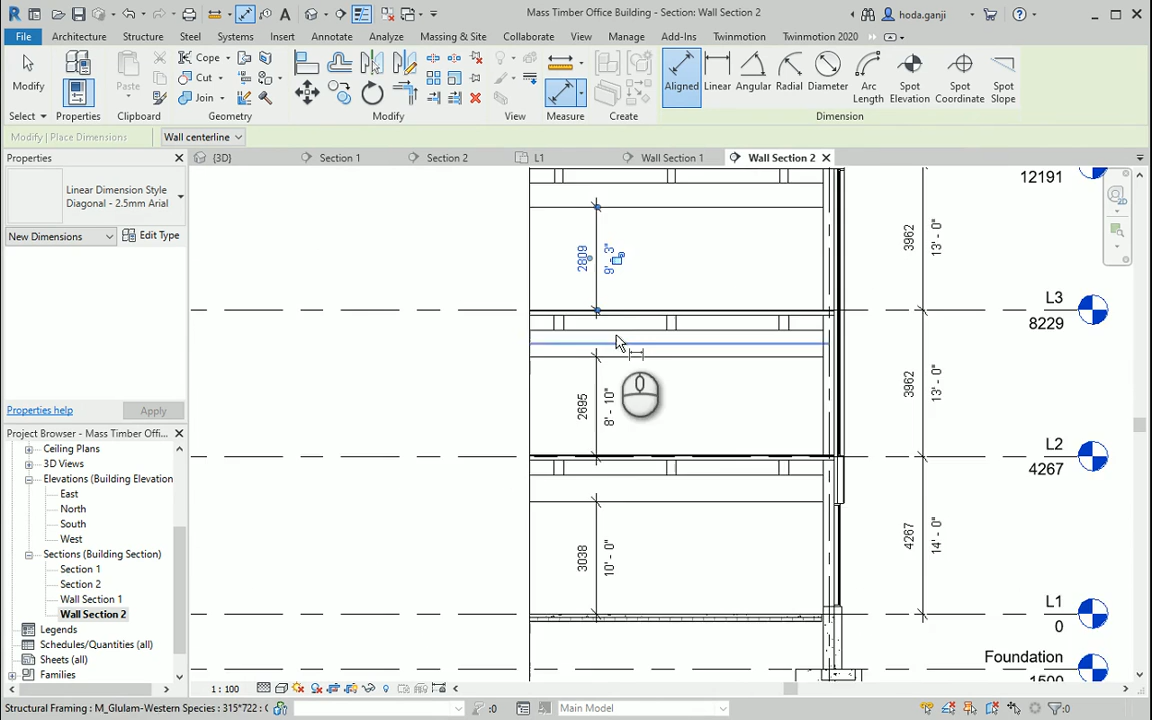 Mass Timber Office Building - Section: Wall Section 2
hoda.ganji
File Architecture Structure Steel Systems Insert Annotate Analyze Massing & Site Collaborate View Manage Add-Ins Twinmotion Twinmotion 2020
Modify
Select
Properties
Paste
Clipboard
Cope
Cut
Join
Geometry
Modify
View
Measure
Create
Aligned Linear Angular Radial Diameter Arc Length Spot Elevation Spot Coordinate Spot Slope
Dimension
Modify | Place Dimensions
Wall centerline
Properties
{3D}
Section 1
Section 2
L1
Wall Section 1
Wall Section 2
Linear Dimension Style
Diagonal - 2.5mm Arial
New Dimensions
Edit Type
Properties help
Apply
Project Browser - Mass Timber Offi...
Ceiling Plans
3D Views
Elevations (Building Elevation
East
North
South
West
Sections (Building Section)
Section 1
Section 2
Wall Section 1
Wall Section 2
Legends
Schedules/Quantities (all)
Sheets (all)
Families
12191
2809
9' - 3"
3962
13' - 0"
L3
8229
2695
8' - 10"
3962
13' - 0"
L2
4267
3038
10' - 0"
4267
14' - 0"
L1
0
Foundation
1 : 100
Structural Framing : M_Glulam-Western Species : 315*722 : (
:0
Main Model
:0